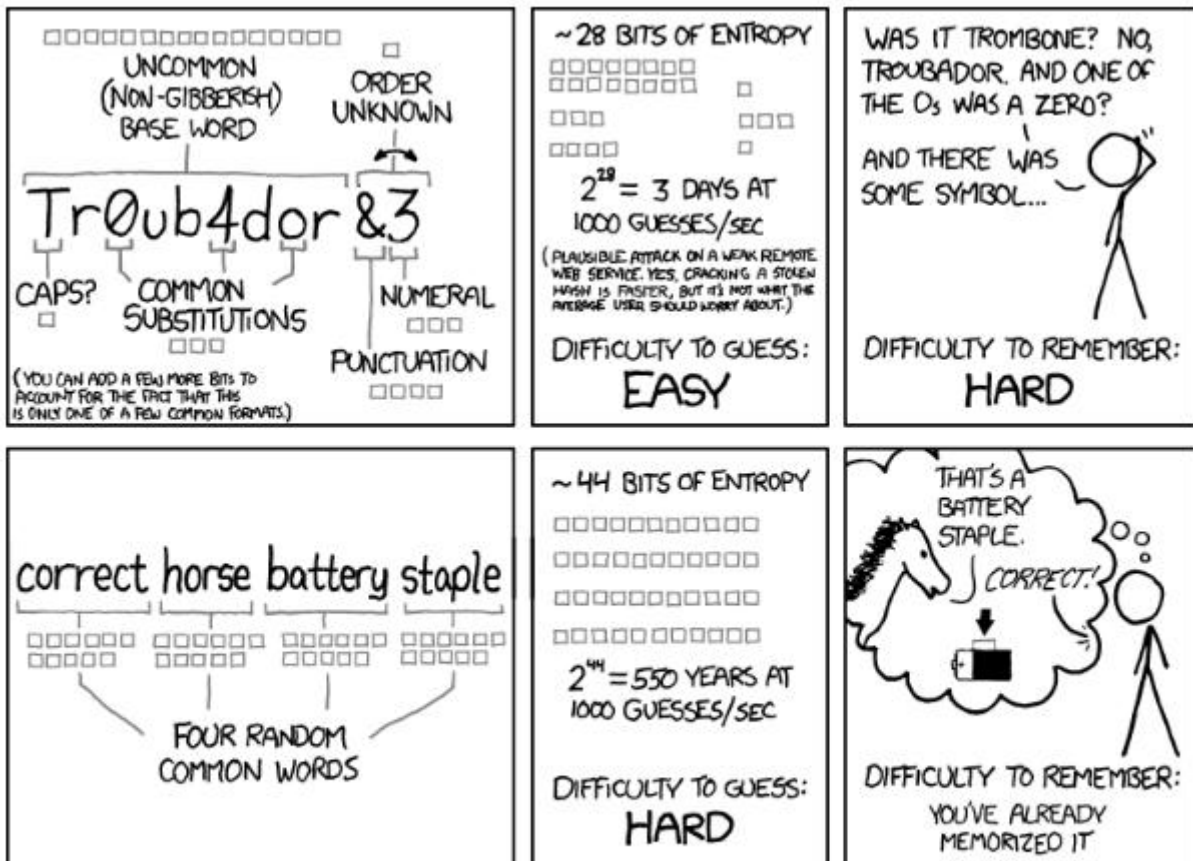 UNCOMMON
(NON-GIBBERISH)
BASE WORD
ORDER
UNKNOWN
Tr0ub4dor &3
CAPS?
COMMON
SUBSTITUTIONS
NUMERAL
PUNCTUATION
(YOU CAN ADD A FEW MORE BITS TO
ACCOUNT FOR THE FACT THAT THIS
IS ONLY ONE OF A FEW COMMON FORMATS.)
~28 BITS OF ENTROPY
2^28 = 3 DAYS AT
1000 GUESSES/SEC
(PLAUSIBLE ATTACK ON A WEAK REMOTE
WEB SERVICE. YES, CRACKING A STOLEN
HASH IS FASTER, BUT IT'S NOT WHAT THE
AVERAGE USER SHOULD WORRY ABOUT.)
DIFFICULTY TO GUESS:
EASY
WAS IT TROMBONE? NO,
TROUBADOR. AND ONE OF
THE Os WAS A ZERO?
AND THERE WAS
SOME SYMBOL...
DIFFICULTY TO REMEMBER:
HARD
correct horse battery staple
FOUR RANDOM
COMMON WORDS
~44 BITS OF ENTROPY
2^44 = 550 YEARS AT
1000 GUESSES/SEC
DIFFICULTY TO GUESS:
HARD
THAT'S A
BATTERY
STAPLE.
CORRECT!
DIFFICULTY TO REMEMBER:
YOU'VE ALREADY
MEMORIZED IT